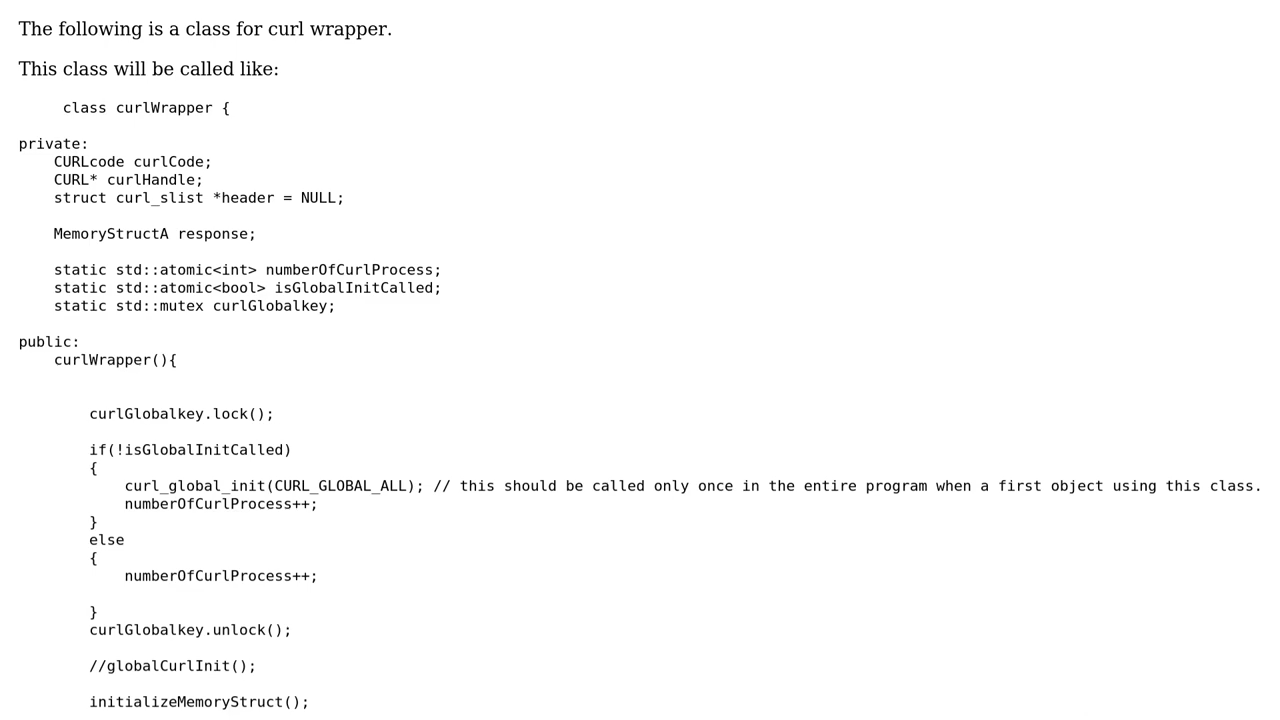 The following is a class for curl wrapper.
This class will be called like:
class curlWrapper {
private:
CURLcode curlCode;
CURL* curlHandle;
struct curl_slist *header = NULL;
MemoryStructA response;
static std::atomic<int> numberOfCurlProcess;
static std::atomic<bool> isGlobalInitCalled;
static std::mutex curlGlobalkey;
public:
curlWrapper(){
curlGlobalkey.lock();
if(!isGlobalInitCalled)
{
curl_global_init(CURL_GLOBAL_ALL); // this should be called only once in the entire program when a first object using this class.
numberOfCurlProcess++;
}
else
{
numberOfCurlProcess++;
}
curlGlobalkey.unlock();
//globalCurlInit();
initializeMemoryStruct();